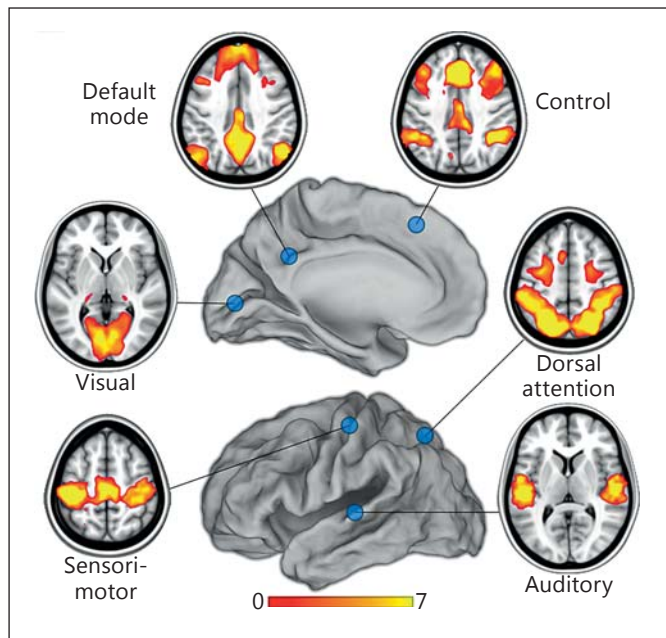 Default
mode
Control
Visual
Dorsal
attention
Sensori-
motor
Auditory
0 7